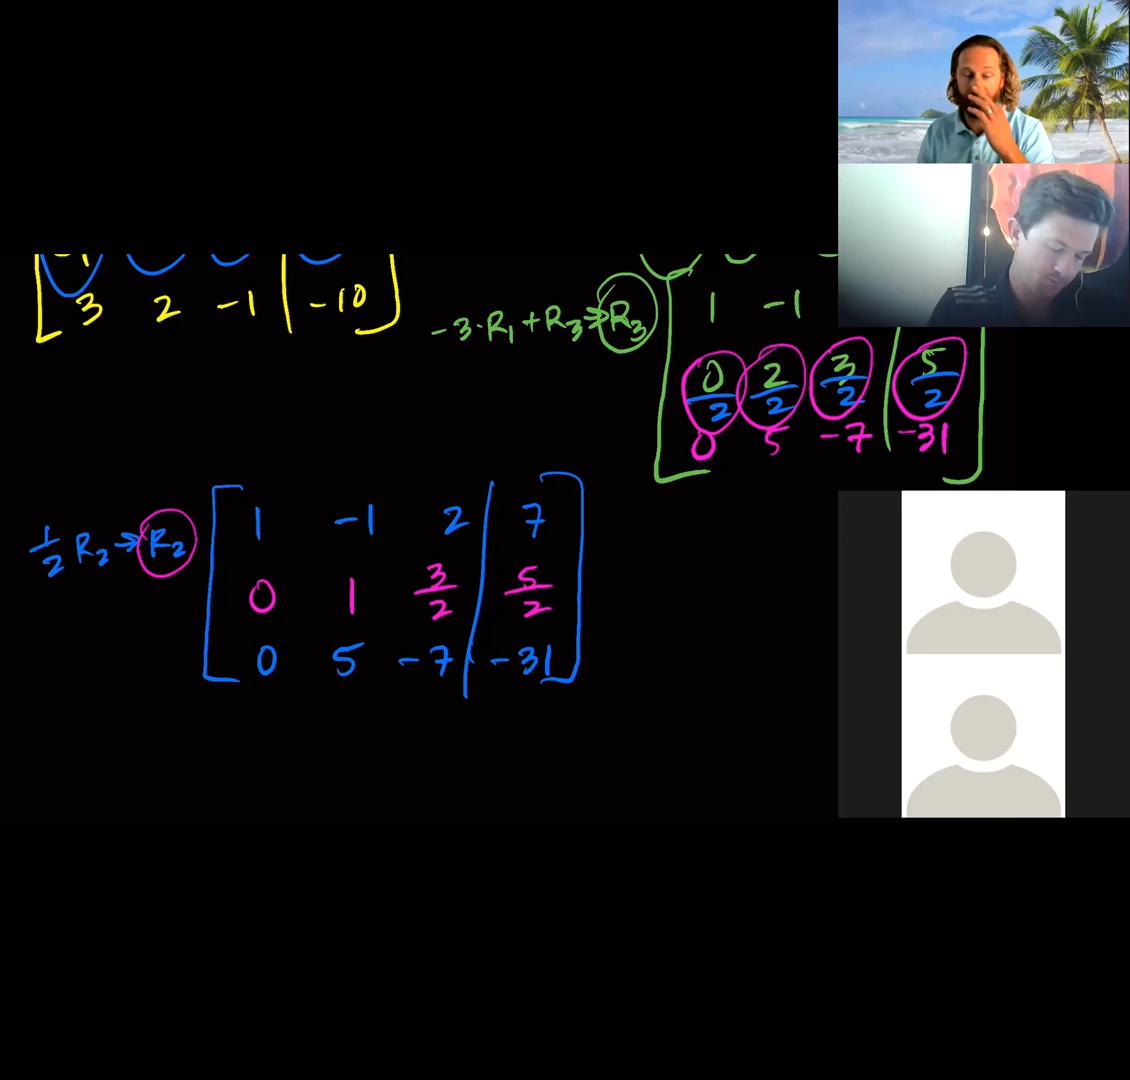 3 2 -1 | -10
-3·R₁+R₃→R₃
1 -1
0/2 2/2 3/2 | 5/2
0 5 -7 -31
½R₂→R₂
1 -1 2 | 7
0 1 3/2 | 5/2
0 5 -7 | -31